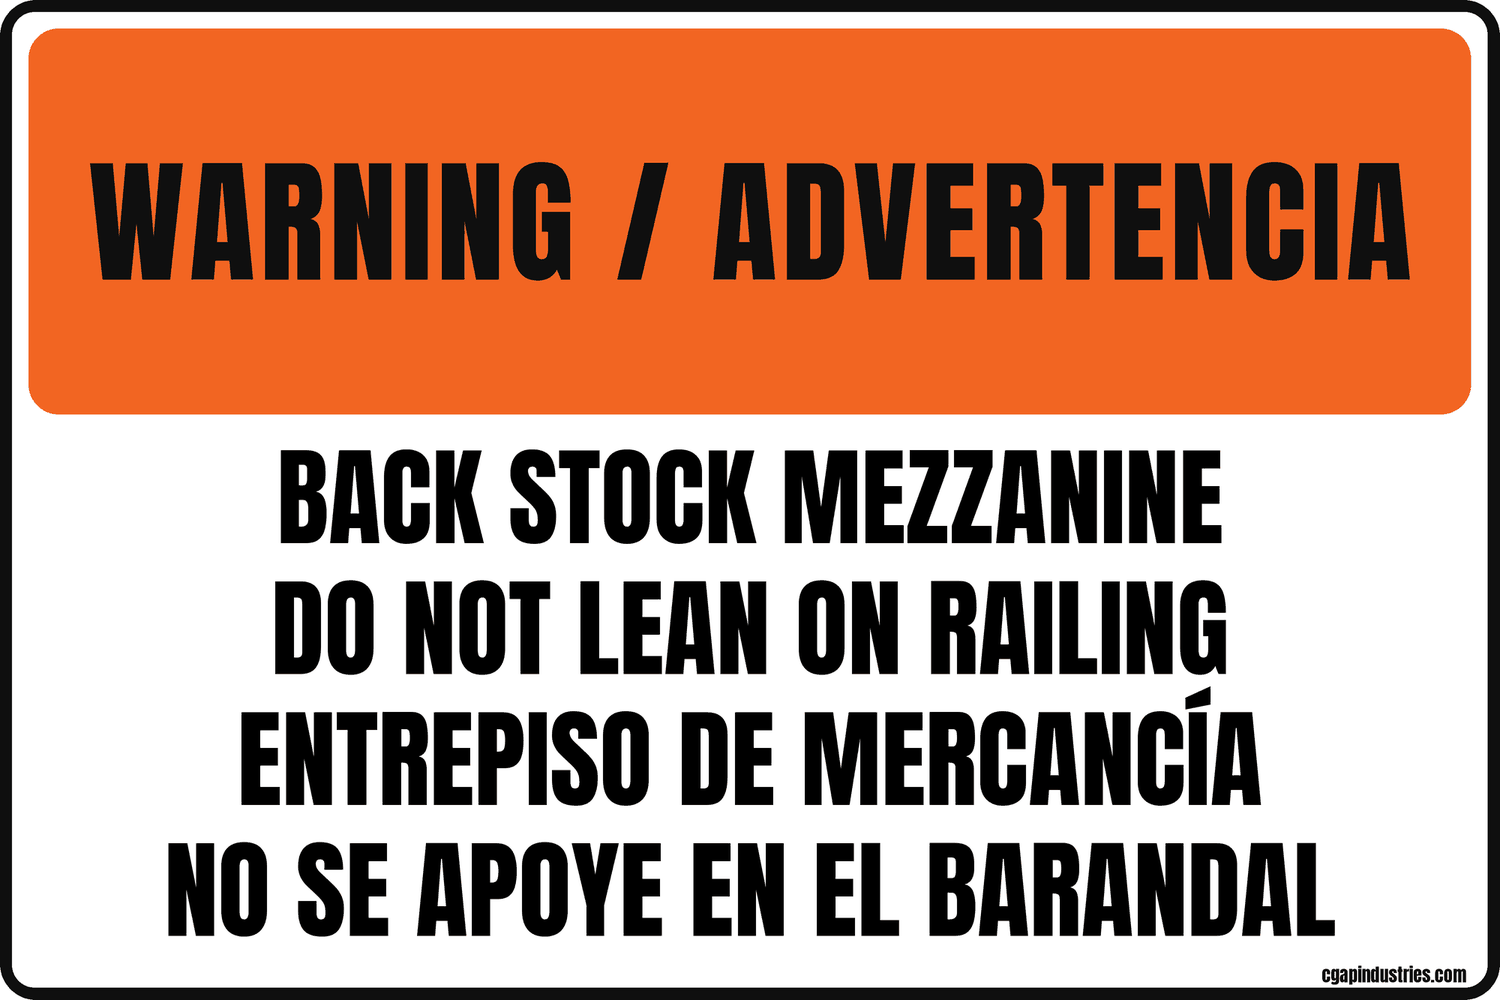 WARNING / ADVERTENCIA
BACK STOCK MEZZANINE
DO NOT LEAN ON RAILING
ENTREPISO DE MERCANCÍA
NO SE APOYE EN EL BARANDAL
cgapindustries.com